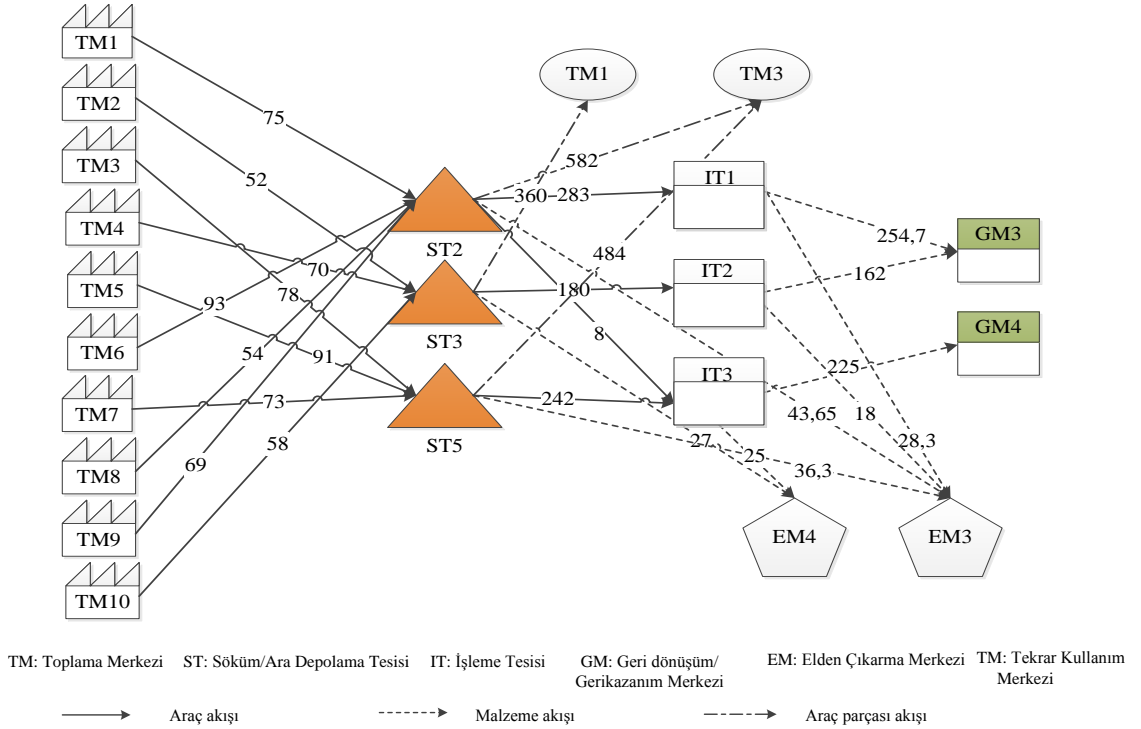 TM1
TM2
TM3
TM4
TM5
TM6
TM7
TM8
TM9
TM10
75
52
70
78
93
54
91
73
69
58
ST2
ST3
ST5
TM1
TM3
582
360
283
484
180
8
242
IT1
IT2
IT3
254,7
162
225
GM3
GM4
27
25
43,65
18
28,3
36,3
EM4
EM3
TM: Toplama Merkezi
ST: Söküm/Ara Depolama Tesisi
IT: İşleme Tesisi
GM: Geri dönüşüm/
Gerikazanım Merkezi
EM: Elden Çıkarma Merkezi
TM: Tekrar Kullanım
Merkezi
Araç akışı
Malzeme akışı
Araç parçası akışı